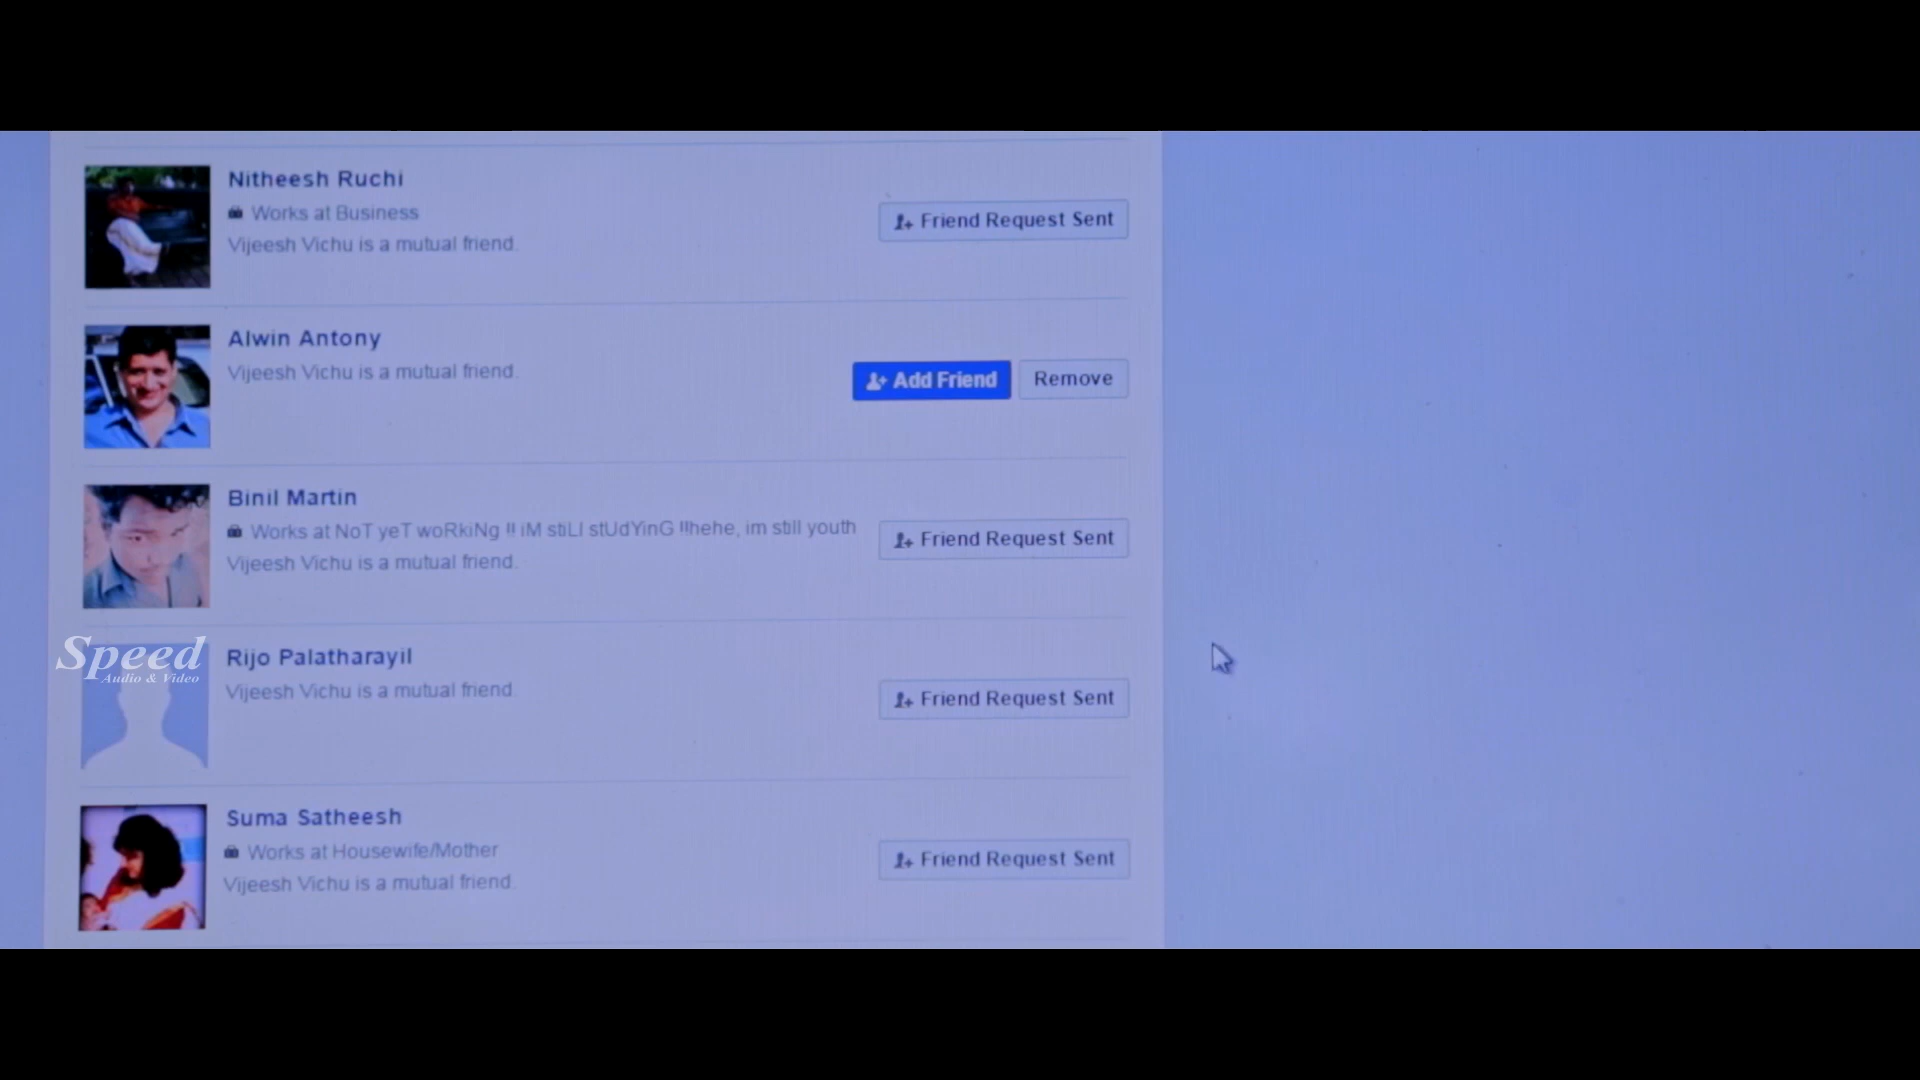 Nitheesh Ruchi
Works at Business
Vijeesh Vichu is a mutual friend.
Friend Request Sent
Alwin Antony
Vijeesh Vichu is a mutual friend.
Add Friend
Remove
Binil Martin
Works at NoT yeT woRkiNg !! iM stiLl stUdYinG !!hehe, im still youth
Vijeesh Vichu is a mutual friend.
Friend Request Sent
Speed
Audio & Video
Rijo Palatharayil
Vijeesh Vichu is a mutual friend.
Friend Request Sent
Suma Satheesh
Works at Housewife/Mother
Vijeesh Vichu is a mutual friend.
Friend Request Sent